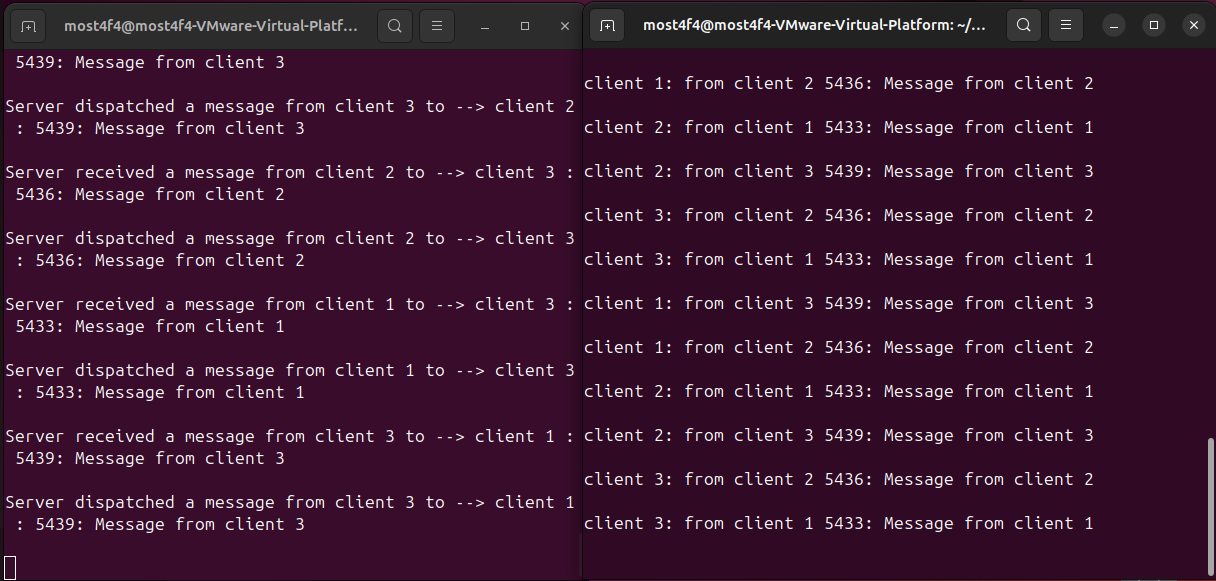 most4f4@most4f4-VMware-Virtual-Platf...
 5439: Message from client 3
Server dispatched a message from client 3 to --> client 2
 : 5439: Message from client 3
Server received a message from client 2 to --> client 3 :
 5436: Message from client 2
Server dispatched a message from client 2 to --> client 3
 : 5436: Message from client 2
Server received a message from client 1 to --> client 3 :
 5433: Message from client 1
Server dispatched a message from client 1 to --> client 3
 : 5433: Message from client 1
Server received a message from client 3 to --> client 1 :
 5439: Message from client 3
Server dispatched a message from client 3 to --> client 1
 : 5439: Message from client 3
most4f4@most4f4-VMware-Virtual-Platform: ~/...
client 1: from client 2 5436: Message from client 2
client 2: from client 1 5433: Message from client 1
client 2: from client 3 5439: Message from client 3
client 3: from client 2 5436: Message from client 2
client 3: from client 1 5433: Message from client 1
client 1: from client 3 5439: Message from client 3
client 1: from client 2 5436: Message from client 2
client 2: from client 1 5433: Message from client 1
client 2: from client 3 5439: Message from client 3
client 3: from client 2 5436: Message from client 2
client 3: from client 1 5433: Message from client 1